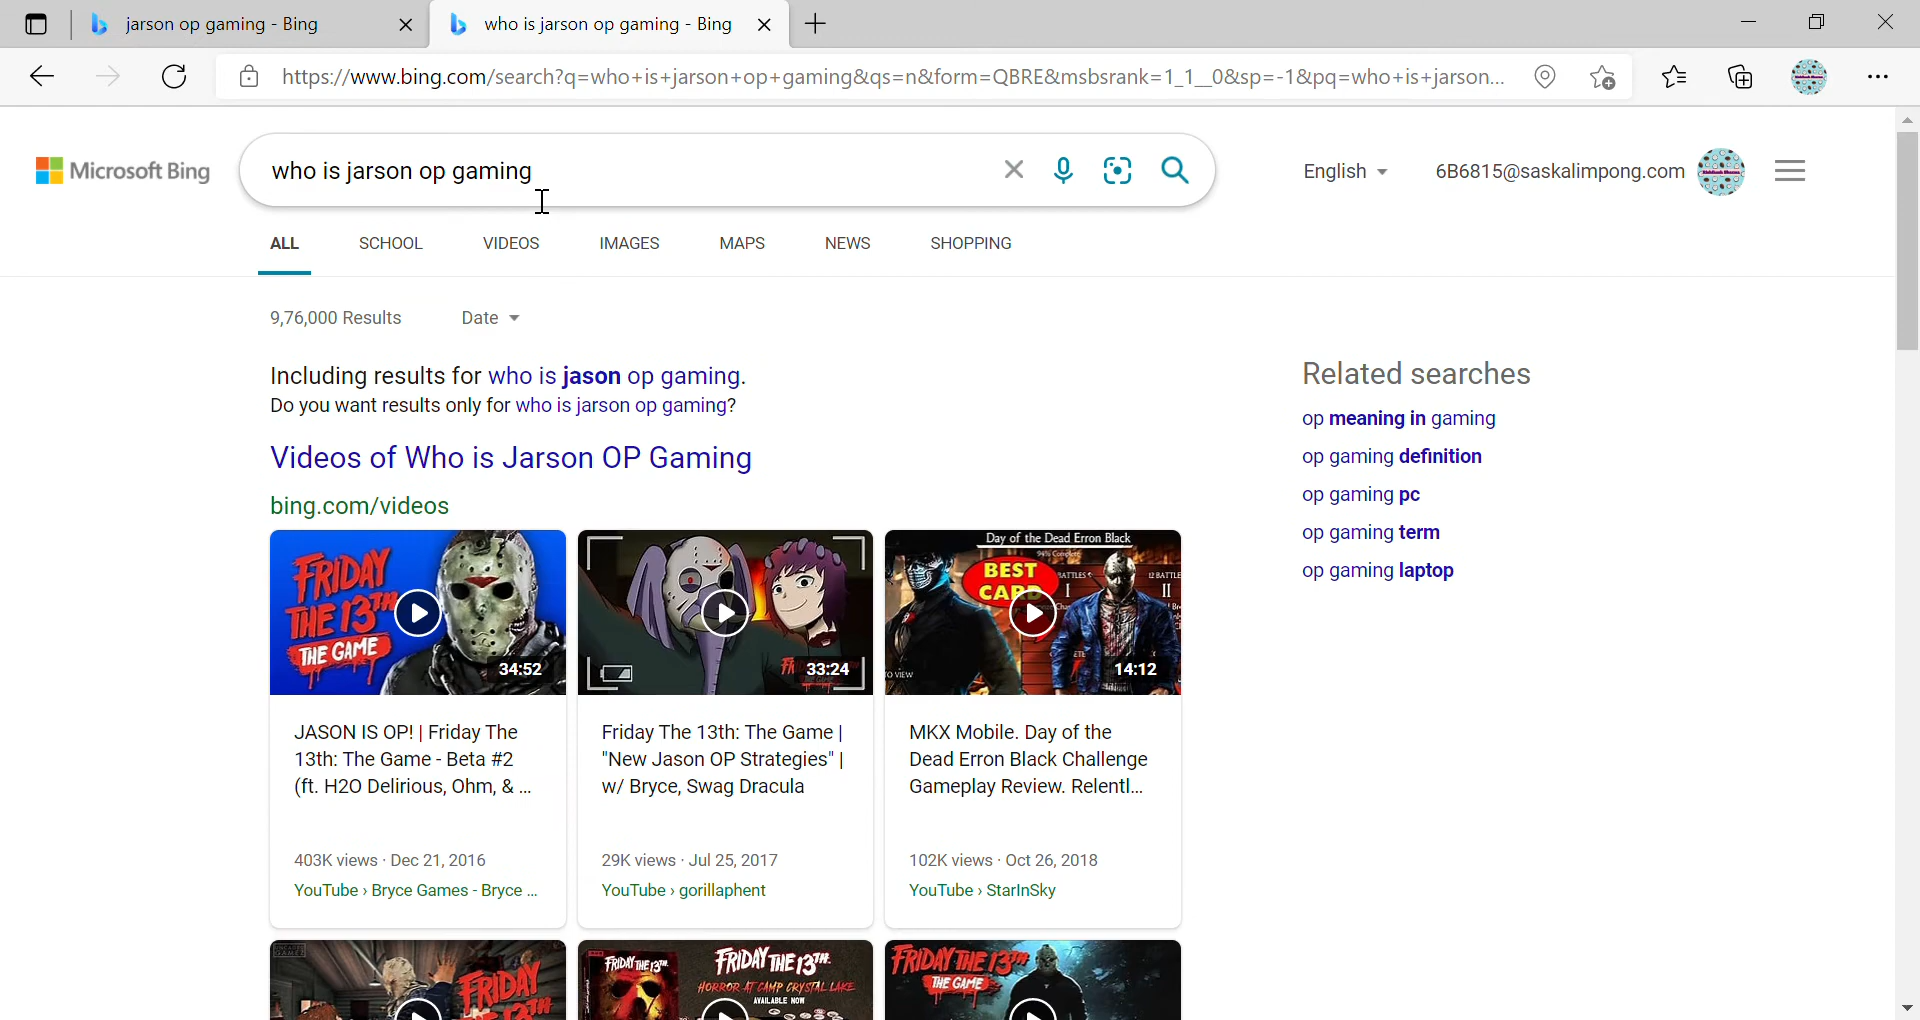 jarson op gaming - Bing
who is jarson op gaming - Bing
https://www.bing.com/search?q=who+is+jarson+op+gaming&qs=n&form=QBRE&msbsrank=1_1__0&sp=-1&pq=who+is+jarson...
Microsoft Bing
who is jarson op gaming
English
6B6815@saskalimpong.com
ALL
SCHOOL
VIDEOS
IMAGES
MAPS
NEWS
SHOPPING
9,76,000 Results
Date
Including results for who is jason op gaming.
Do you want results only for who is jarson op gaming?
Videos of Who is Jarson OP Gaming
bing.com/videos
FRIDAY
THE 13TH
THE GAME
34:52
JASON IS OP! | Friday The
13th: The Game - Beta #2
(ft. H2O Delirious, Ohm, & ...
403K views · Dec 21, 2016
YouTube › Bryce Games - Bryce ...
33:24
Friday The 13th: The Game |
"New Jason OP Strategies" |
w/ Bryce, Swag Dracula
29K views · Jul 25, 2017
YouTube › gorillaphent
Day of the Dead Erron Black
BEST
CARD
14:12
MKX Mobile. Day of the
Dead Erron Black Challenge
Gameplay Review. Relentl...
102K views · Oct 26, 2018
YouTube › StarInSky
FRIDAY
FRIDAY THE 13TH
FRIDAY THE 13TH
HORROR AT CAMP CRYSTAL LAKE
AVAILABLE NOW
FRIDAY THE 13TH
THE GAME
Related searches
op meaning in gaming
op gaming definition
op gaming pc
op gaming term
op gaming laptop